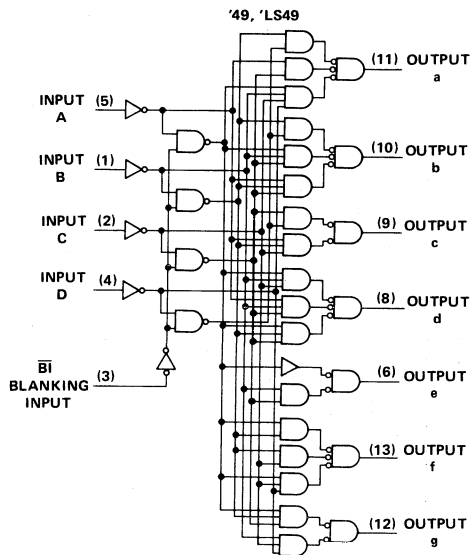 '49, 'LS49
(11) OUTPUT
a
INPUT (5)
A
INPUT (1)
B
(10) OUTPUT
b
INPUT (2)
C
(9) OUTPUT
c
INPUT (4)
D
(8) OUTPUT
d
BI (3)
BLANKING
INPUT
(6) OUTPUT
e
(13) OUTPUT
f
(12) OUTPUT
g